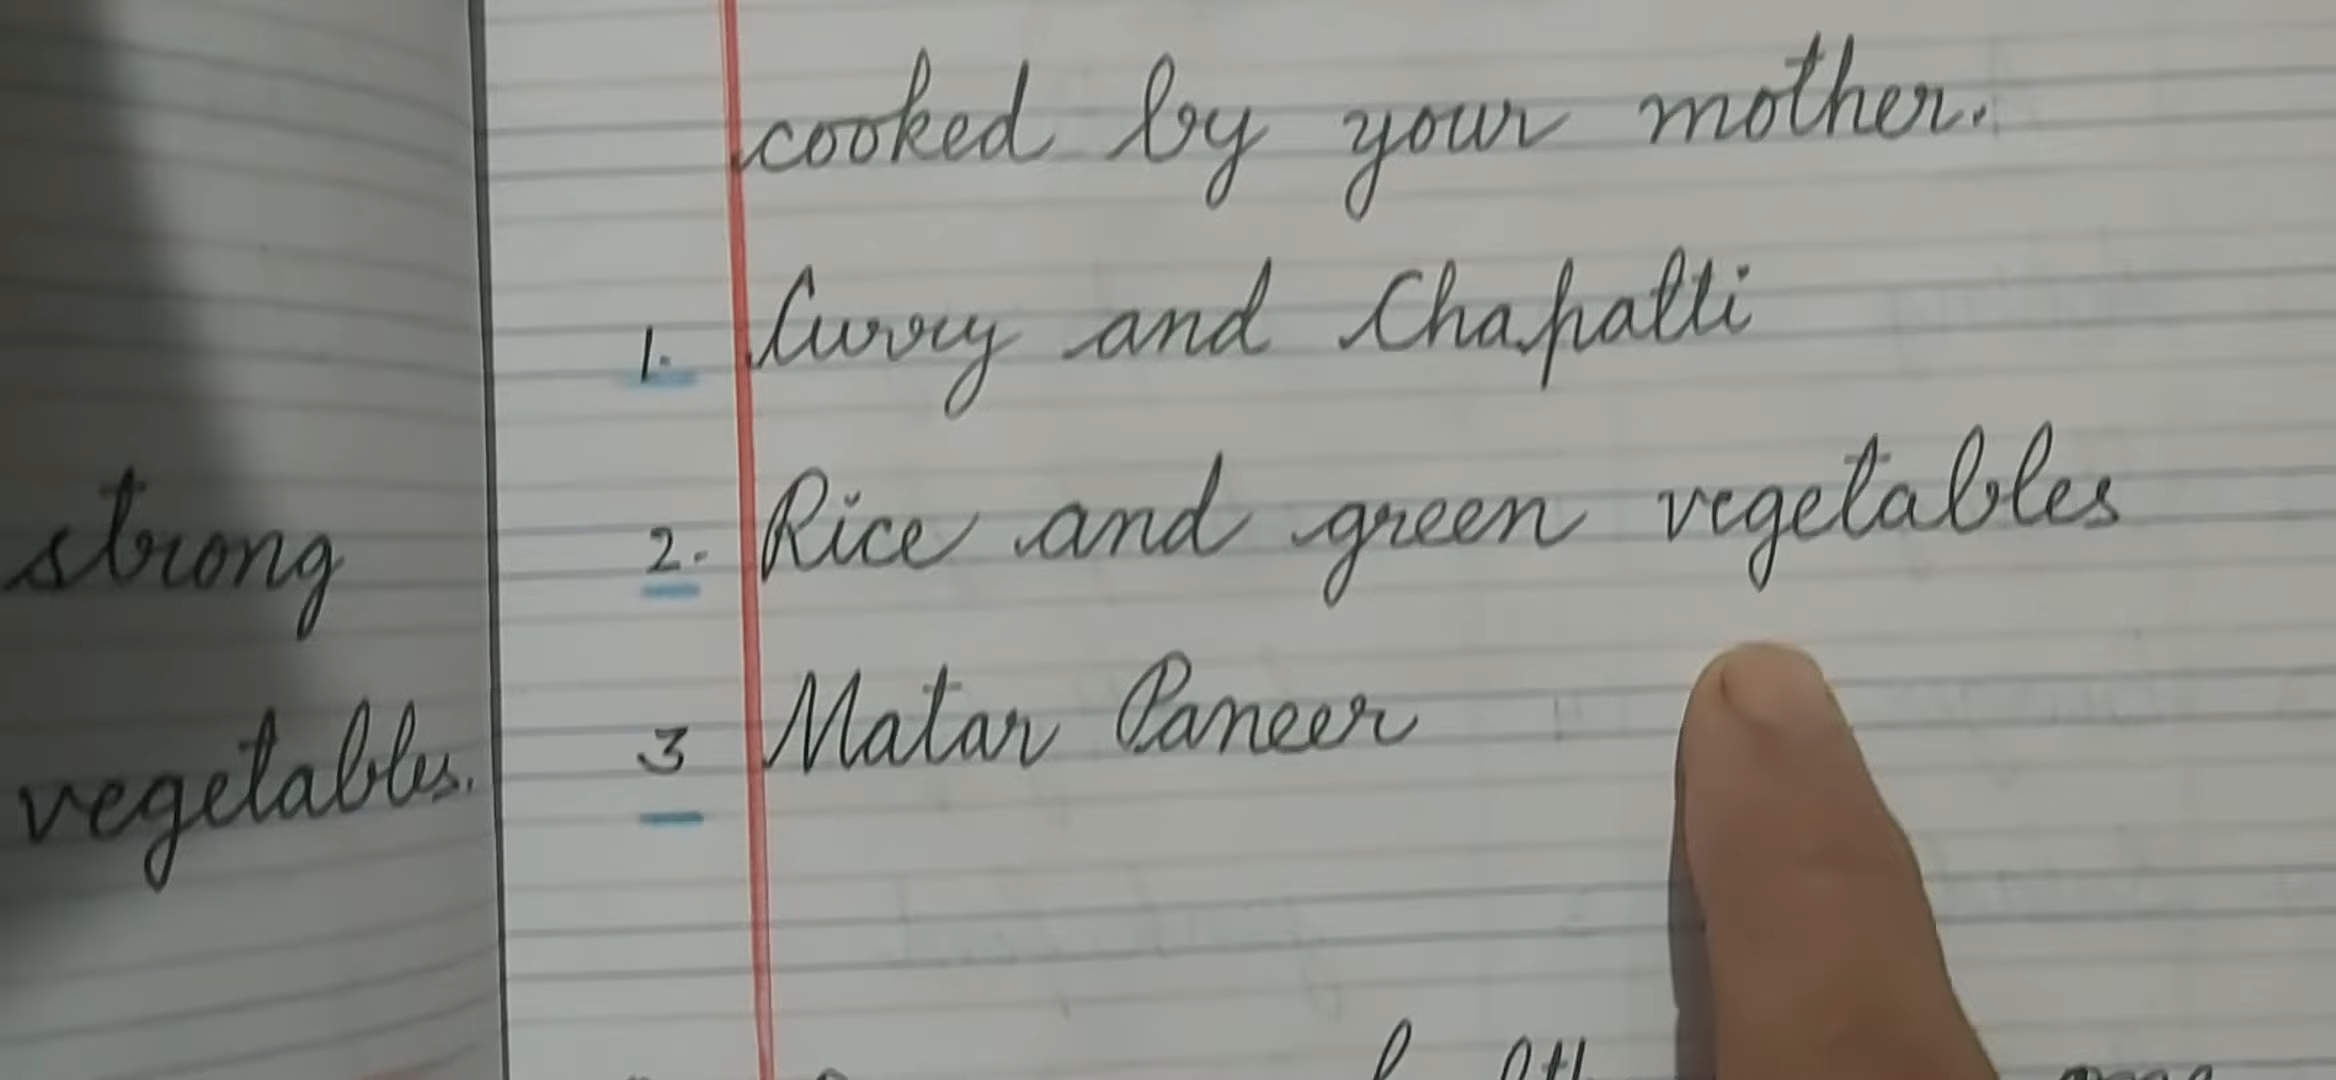 strong
vegetables.
cooked by your mother.
1. Curry and Chapatti
2. Rice and green vegetables
3 Matar Paneer